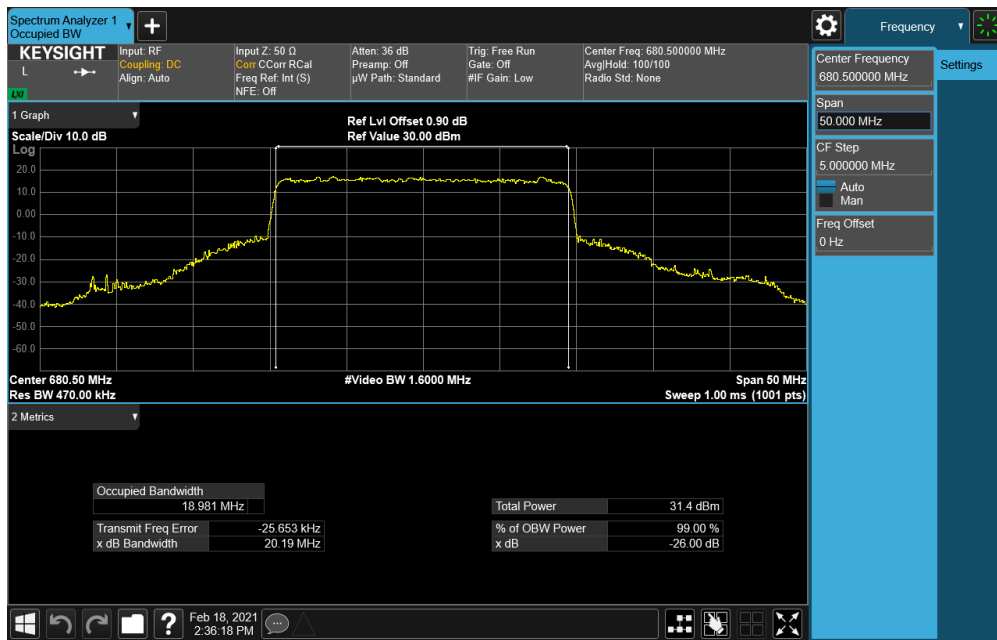 Spectrum Analyzer 1
Occupied BW
Frequency
KEYSIGHT
L
LXI
Input: RF
Coupling: DC
Align: Auto
Input Z: 50 Ω
Corr CCorr RCal
Freq Ref: Int (S)
NFE: Off
Atten: 36 dB
Preamp: Off
µW Path: Standard
Trig: Free Run
Gate: Off
#IF Gain: Low
Center Freq: 680.500000 MHz
Avg|Hold: 100/100
Radio Std: None
Center Frequency
680.500000 MHz
Settings
Span
50.000 MHz
CF Step
5.000000 MHz
Auto
Man
Freq Offset
0 Hz
1 Graph
Scale/Div 10.0 dB
Ref Lvl Offset 0.90 dB
Ref Value 30.00 dBm
Log
20.0
10.0
0.00
-10.0
-20.0
-30.0
-40.0
-50.0
-60.0
Center 680.50 MHz
#Video BW 1.6000 MHz
Span 50 MHz
Res BW 470.00 kHz
Sweep 1.00 ms (1001 pts)
2 Metrics
Occupied Bandwidth
18.981 MHz
Total Power 31.4 dBm
Transmit Freq Error -25.653 kHz
% of OBW Power 99.00 %
x dB Bandwidth 20.19 MHz
x dB -26.00 dB
Feb 18, 2021
2:36:18 PM